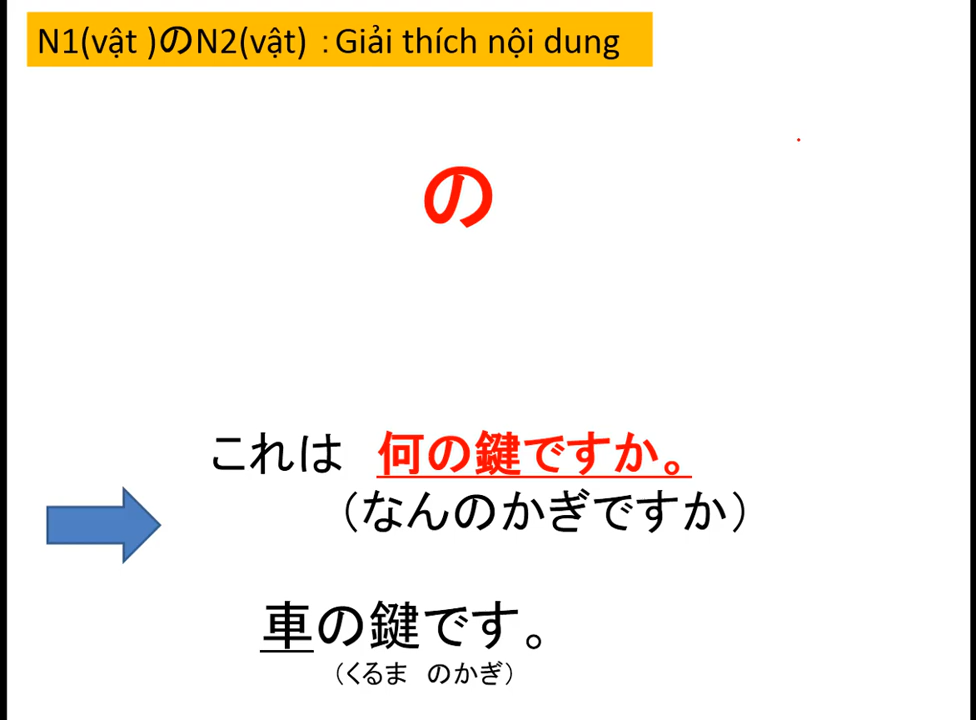 N1(vật )のN2(vật) : Giải thích nội dung
の
これは 何の鍵ですか。
(なんのかぎですか)
車の鍵です。
(くるま のかぎ)